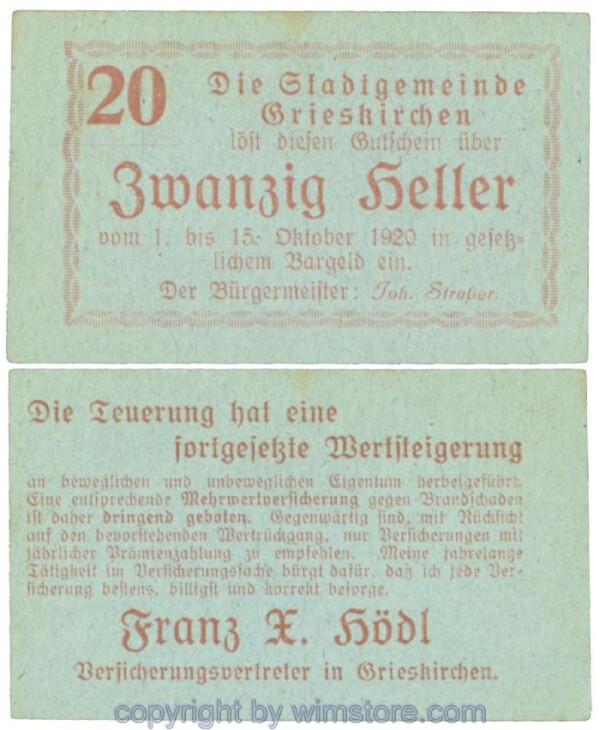 20
Die Stadtgemeinde
Grieskirchen
löst diesen Gutschein über
Zwanzig Heller
vom 1. bis 15. Oktober 1920 in gesetz-
lichem Bargeld ein.
Der Bürgermeister: Joh. Stroßer.
Die Teuerung hat eine
fortgesetzte Wertsteigerung
an beweglichen und unbeweglichen Eigentum herbeigeführt.
Eine entsprechende Mehrwertversicherung gegen Brandschaden
ist daher dringend geboten. Gegenwärtig sind, mit Rücksicht
auf den bevorstehenden Wertrückgang, nur Versicherungen mit
jährlicher Prämienzahlung zu empfehlen. Meine jahrelange
Tätigkeit im Versicherungsfache bürgt dafür, daß ich jede Ver-
sicherung bestens, billigst und korrekt besorge.
Franz X. Hödl
Versicherungsvertreter in Grieskirchen.
copyright by wimstore.com